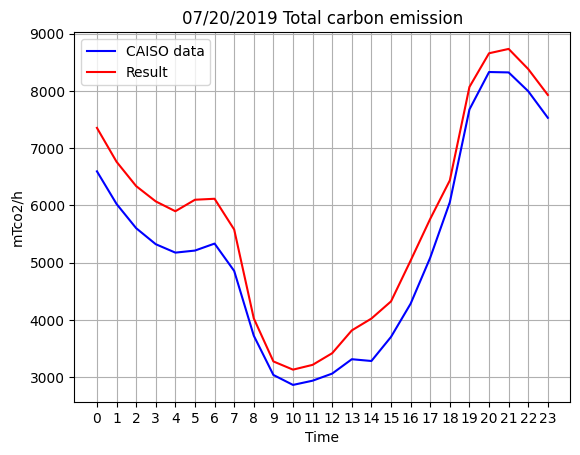 07/20/2019 Total carbon emission
CAISO data
Result
mTco2/h
9000
8000
7000
6000
5000
4000
3000
0 1 2 3 4 5 6 7 8 9 10 11 12 13 14 15 16 17 18 19 20 21 22 23
Time